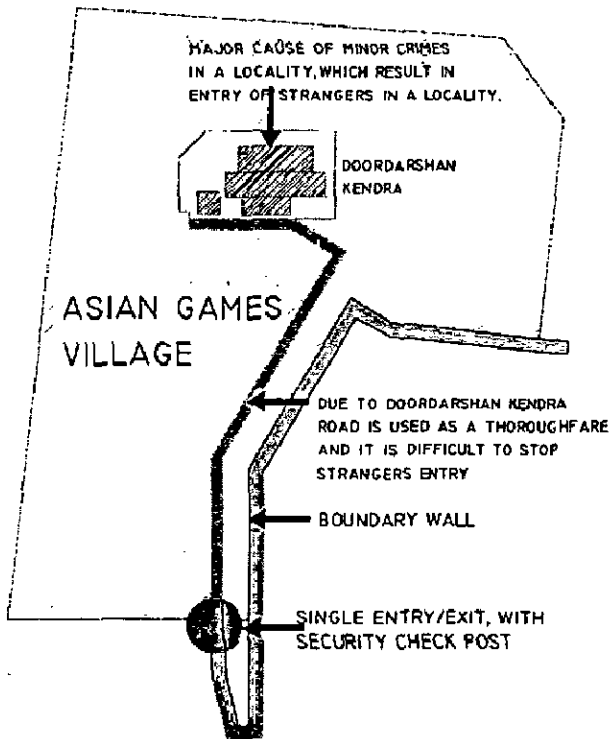 MAJOR CAUSE OF MINOR CRIMES
IN A LOCALITY, WHICH RESULT IN
ENTRY OF STRANGERS IN A LOCALITY.
DOORDARSHAN
KENDRA
ASIAN GAMES
VILLAGE
DUE TO DOORDARSHAN KENDRA
ROAD IS USED AS A THOROUGHFARE
AND IT IS DIFFICULT TO STOP
STRANGERS ENTRY
BOUNDARY WALL
SINGLE ENTRY/EXIT, WITH
SECURITY CHECK POST